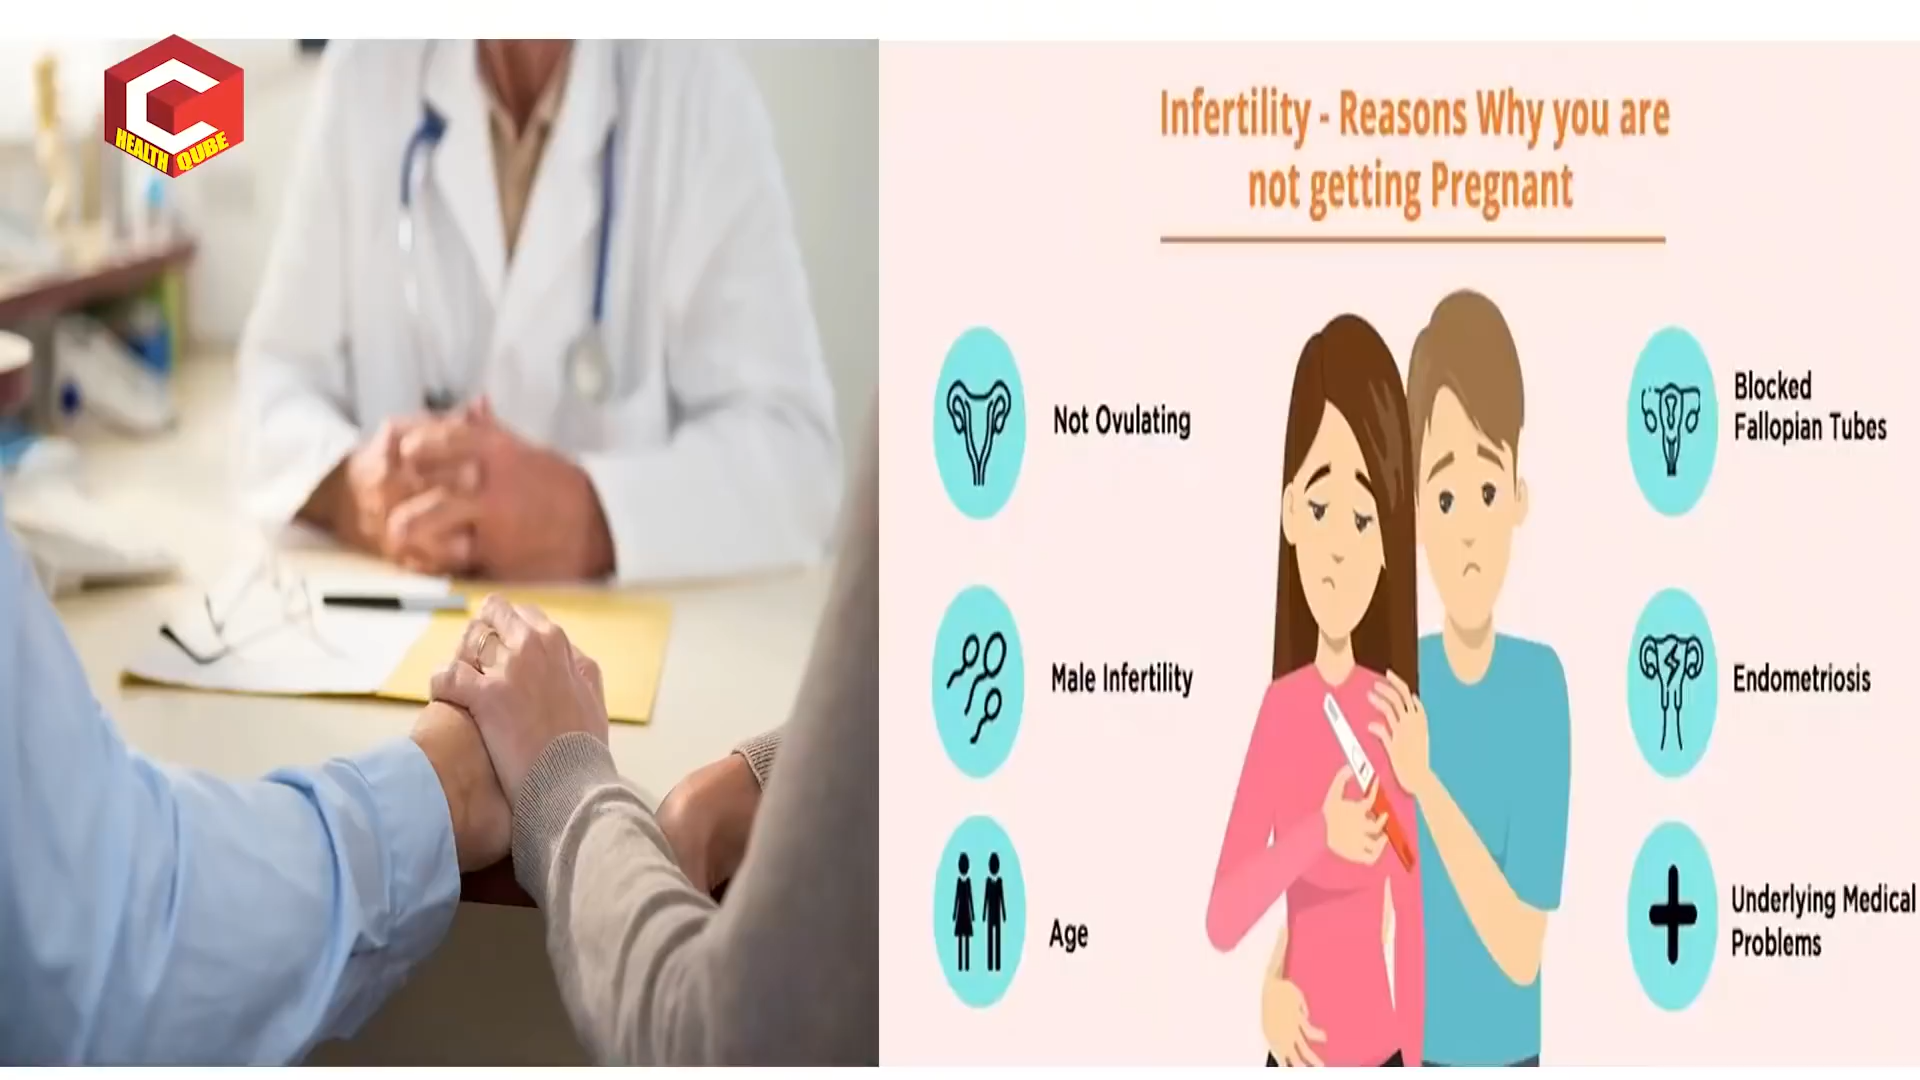 HEALTH QUBE
Infertility - Reasons Why you are
not getting Pregnant
Not Ovulating
Blocked
Fallopian Tubes
Male Infertility
Endometriosis
Age
Underlying Medical
Problems